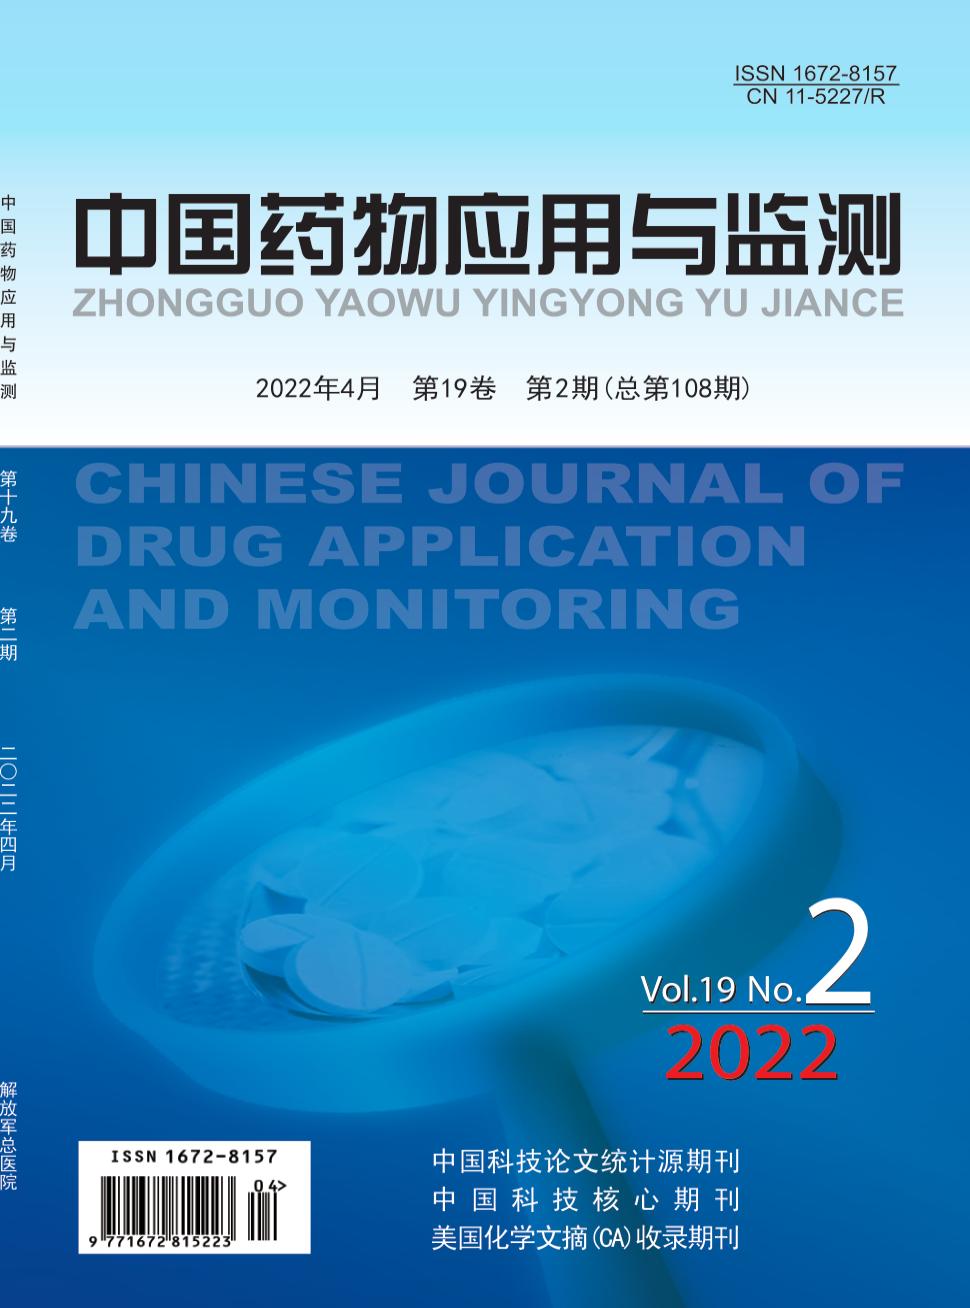 ISSN 1672-8157
CN 11-5227/R
中国药物应用与监测
ZHONGGUO YAOWU YINGYONG YU JIANCE
2022年4月 第19卷 第2期(总第108期)
CHINESE JOURNAL OF
DRUG APPLICATION
AND MONITORING
Vol.19 No.2
2022
ISSN 1672-8157
04>
9 771672 815223
中国科技论文统计源期刊
中国科技核心期刊
美国化学文摘(CA)收录期刊
中国药物应用与监测
第十九卷
第二期
二〇二二年四月
解放军总医院